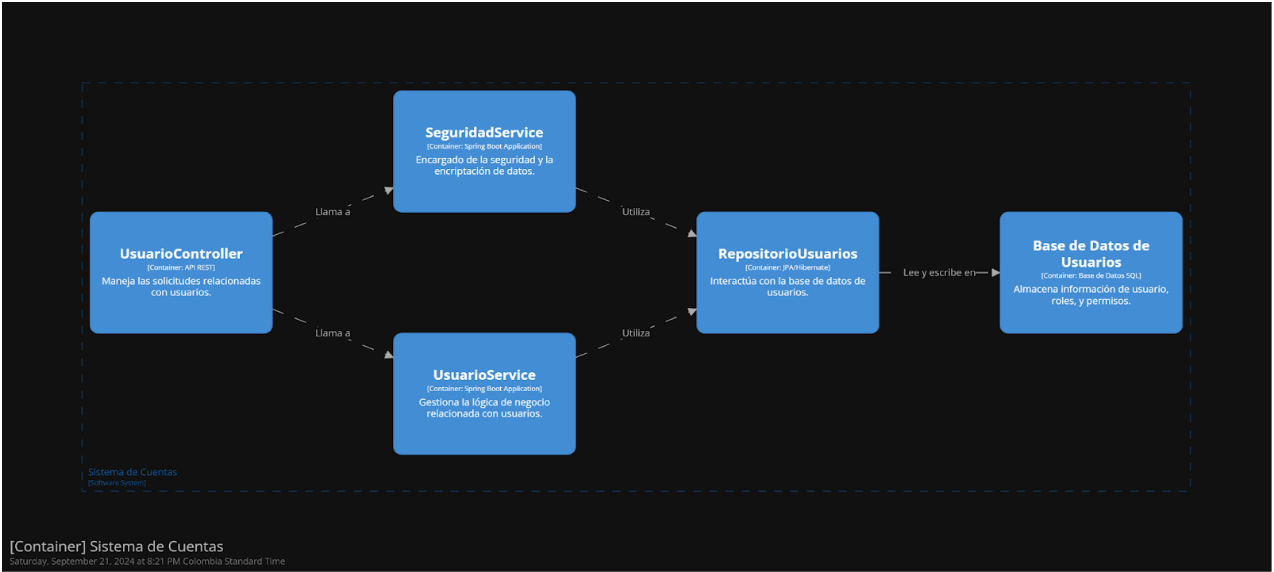 SeguridadService
[Container: Spring Boot Application]
Encargado de la seguridad y la
encriptación de datos.
Llama a
Utiliza
UsuarioController
[Container: API REST]
Maneja las solicitudes relacionadas
con usuarios.
RepositorioUsuarios
[Container: JPA/Hibernate]
Interactúa con la base de datos de
usuarios.
Lee y escribe en
Base de Datos de
Usuarios
[Container: Base de Datos SQL]
Almacena información de usuario,
roles, y permisos.
Llama a
Utiliza
UsuarioService
[Container: Spring Boot Application]
Gestiona la lógica de negocio
relacionada con usuarios.
Sistema de Cuentas
[Software System]
[Container] Sistema de Cuentas
Saturday, September 21, 2024 at 8:21 PM Colombia Standard Time